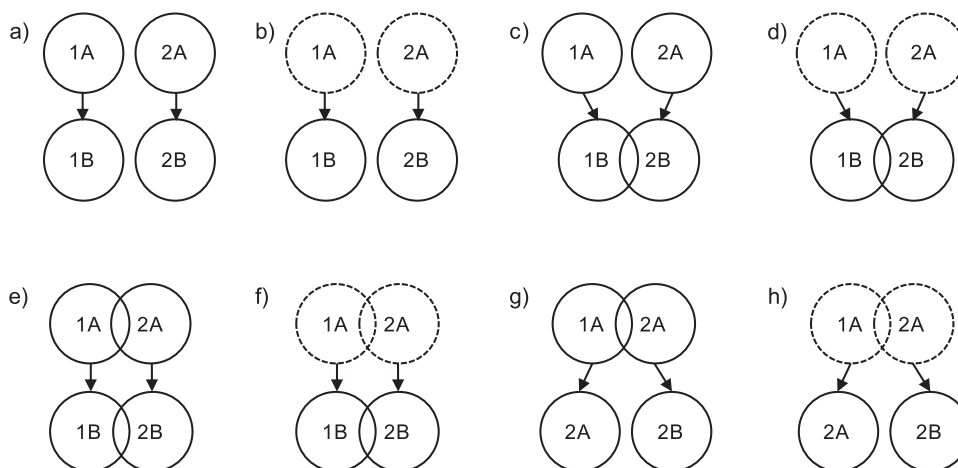 a) 1A 2A b) 1A 2A c) 1A 2A d) 1A 2A
1B 2B 1B 2B 1B 2B 1B 2B
e) 1A 2A f) 1A 2A g) 1A 2A h) 1A 2A
1B 2B 1B 2B 2A 2B 2A 2B